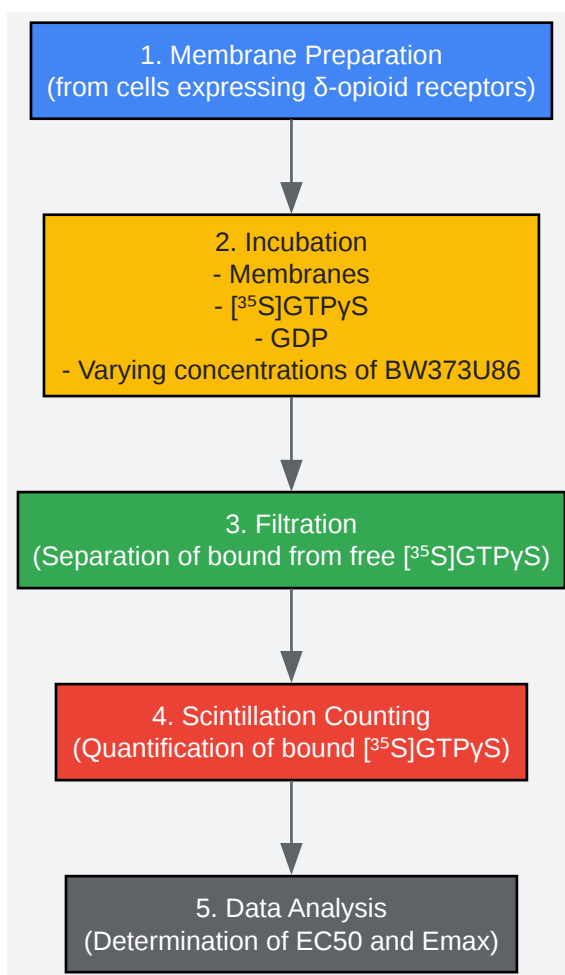 1. Membrane Preparation
(from cells expressing δ-opioid receptors)
2. Incubation
- Membranes
- [³⁵S]GTPγS
- GDP
- Varying concentrations of BW373U86
3. Filtration
(Separation of bound from free [³⁵S]GTPγS)
4. Scintillation Counting
(Quantification of bound [³⁵S]GTPγS)
5. Data Analysis
(Determination of EC50 and Emax)